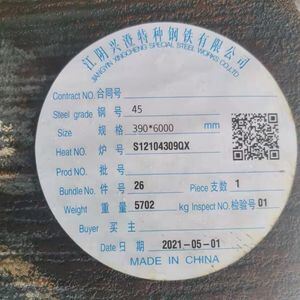 江阴兴澄特种钢铁有限公司
JIANGYIN XINGCHENG SPECIAL STEEL WORKS CO.,LTD
Contract NO. 合同号
Steel grade 钢 号 45
Size 规 格 390*6000 mm
Heat NO. 炉 号 S12104309QX
Prod NO. 批 号
Bundle NO. 件 号 26 Piece 支数 1
Weight 重 量 5702 kg Inspect NO. 检验号 01
Buyer 买 主
Date 日期 2021-05-01
MADE IN CHINA